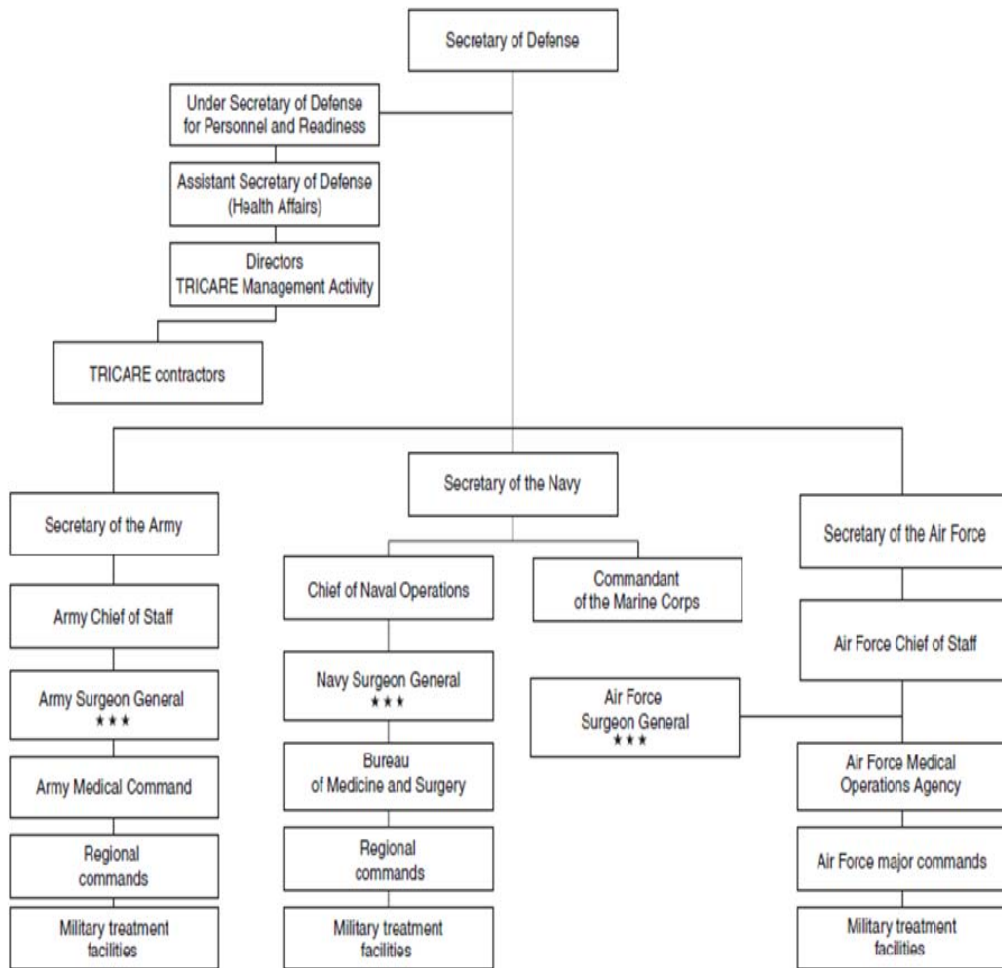 Secretary of Defense
Under Secretary of Defense
for Personnel and Readiness
Assistant Secretary of Defense
(Health Affairs)
Directors
TRICARE Management Activity
TRICARE contractors
Secretary of the Army
Army Chief of Staff
Army Surgeon General
★★★
Army Medical Command
Regional
commands
Military treatment
facilities
Secretary of the Navy
Chief of Naval Operations
Navy Surgeon General
★★★
Bureau
of Medicine and Surgery
Regional
commands
Military treatment
facilities
Commandant
of the Marine Corps
Secretary of the Air Force
Air Force Chief of Staff
Air Force
Surgeon General
★★★
Air Force Medical
Operations Agency
Air Force major commands
Military treatment
facilities